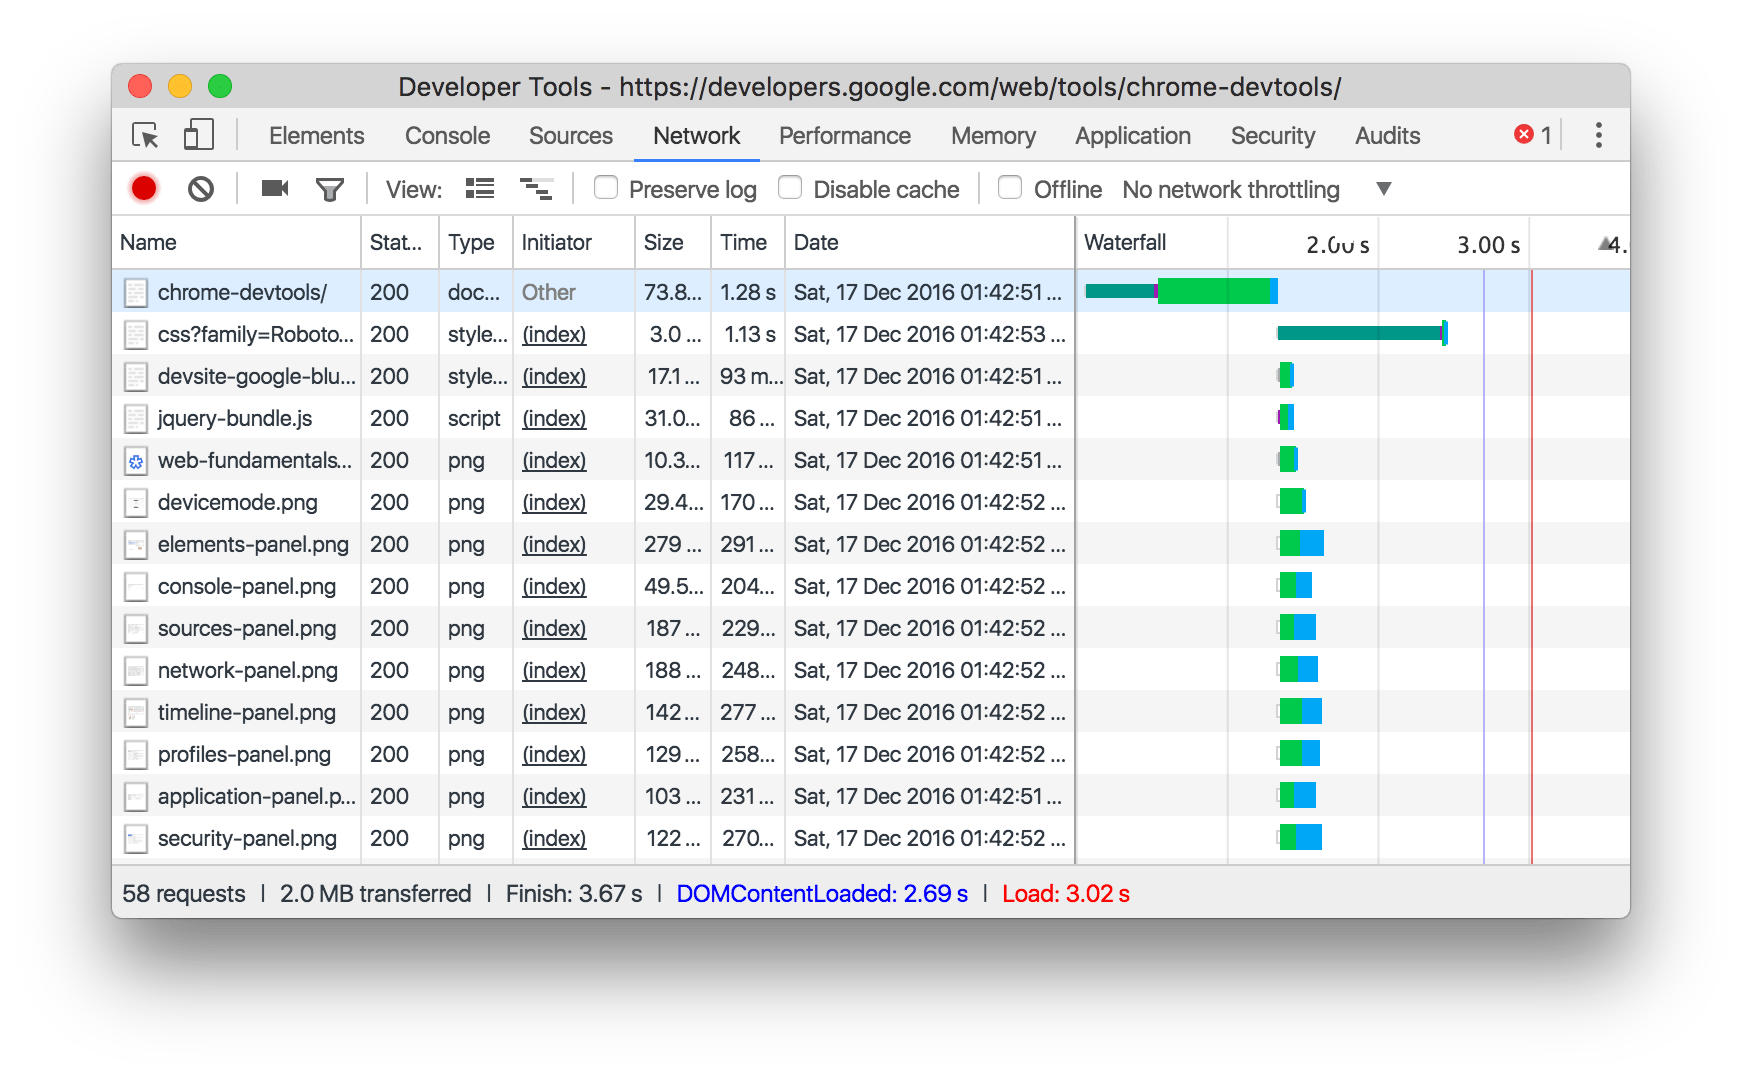 Developer Tools - https://developers.google.com/web/tools/chrome-devtools/
Elements Console Sources Network Performance Memory Application Security Audits 1
View: Preserve log Disable cache Offline No network throttling
Name Stat... Type Initiator Size Time Date Waterfall 2.00 s 3.00 s 4.
chrome-devtools/ 200 doc... Other 73.8... 1.28 s Sat, 17 Dec 2016 01:42:51 ...
css?family=Roboto... 200 style... (index) 3.0 ... 1.13 s Sat, 17 Dec 2016 01:42:53 ...
devsite-google-blu... 200 style... (index) 17.1 ... 93 m... Sat, 17 Dec 2016 01:42:51 ...
jquery-bundle.js 200 script (index) 31.0... 86 ... Sat, 17 Dec 2016 01:42:51 ...
web-fundamentals... 200 png (index) 10.3... 117 ... Sat, 17 Dec 2016 01:42:51 ...
devicemode.png 200 png (index) 29.4... 170 ... Sat, 17 Dec 2016 01:42:52 ...
elements-panel.png 200 png (index) 279 ... 291 ... Sat, 17 Dec 2016 01:42:52 ...
console-panel.png 200 png (index) 49.5... 204... Sat, 17 Dec 2016 01:42:52 ...
sources-panel.png 200 png (index) 187 ... 229... Sat, 17 Dec 2016 01:42:52 ...
network-panel.png 200 png (index) 188 ... 248... Sat, 17 Dec 2016 01:42:52 ...
timeline-panel.png 200 png (index) 142 ... 277 ... Sat, 17 Dec 2016 01:42:52 ...
profiles-panel.png 200 png (index) 129 ... 258... Sat, 17 Dec 2016 01:42:52 ...
application-panel.p... 200 png (index) 103 ... 231 ... Sat, 17 Dec 2016 01:42:51 ...
security-panel.png 200 png (index) 122 ... 270... Sat, 17 Dec 2016 01:42:52 ...
58 requests | 2.0 MB transferred | Finish: 3.67 s | DOMContentLoaded: 2.69 s | Load: 3.02 s